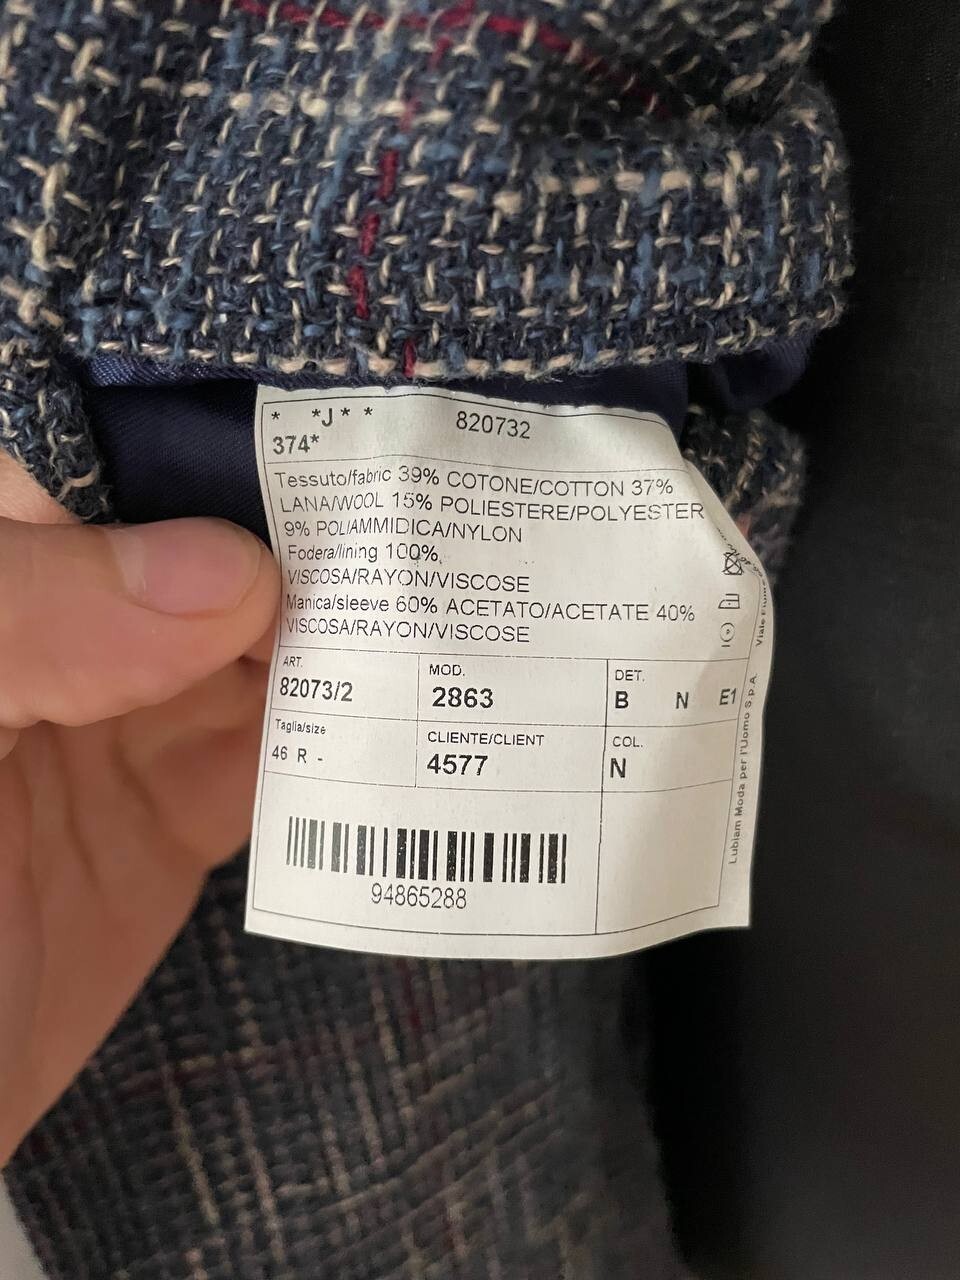 * *J* *
374*
820732
Tessuto/fabric 39% COTONE/COTTON 37%
LANA/WOOL 15% POLIESTERE/POLYESTER
9% POLIAMMIDICA/NYLON
Fodera/lining 100%
VISCOSA/RAYON/VISCOSE
Manica/sleeve 60% ACETATO/ACETATE 40%
VISCOSA/RAYON/VISCOSE
ART.
82073/2
MOD.
2863
DET.
B N E1
Taglia/size
46 R -
CLIENTE/CLIENT
4577
COL.
N
94865288
Lubiam Moda per l'Uomo S.P.A.
Viale